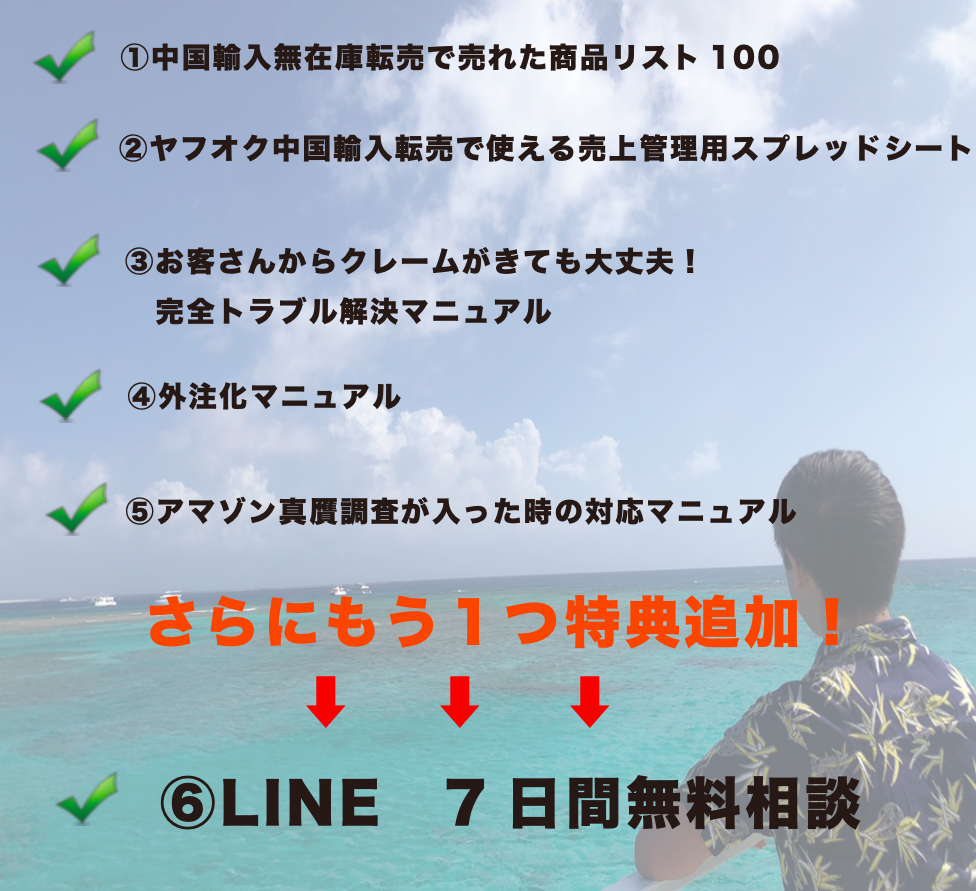 ①中国輸入無在庫転売で売れた商品リスト100
②ヤフオク中国輸入転売で使える売上管理用スプレッドシート
③お客さんからクレームがきても大丈夫！
完全トラブル解決マニュアル
④外注化マニュアル
⑤アマゾン真贋調査が入った時の対応マニュアル
さらにもう1つ特典追加！
⑥LINE 7日間無料相談